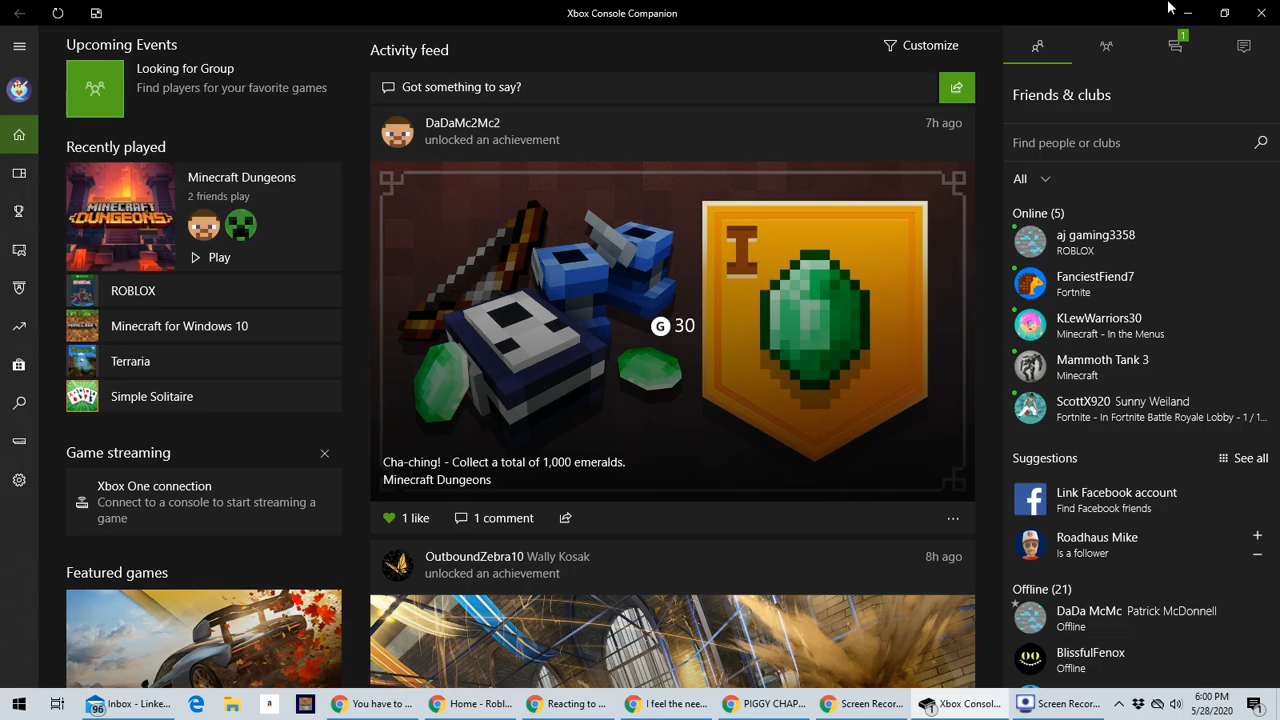 Xbox Console Companion
Upcoming Events
Looking for Group
Find players for your favorite games
Recently played
MINECRAFT
DUNGEONS
Minecraft Dungeons
2 friends play
Play
ROBLOX
Minecraft for Windows 10
Terraria
Simple Solitaire
Game streaming
Xbox One connection
Connect to a console to start streaming a
game
Featured games
Activity feed
Customize
Got something to say?
DaDaMc2Mc2
7h ago
unlocked an achievement
G 30
I
Cha-ching! - Collect a total of 1,000 emeralds.
Minecraft Dungeons
1 like
1 comment
OutboundZebra10 Wally Kosak
8h ago
unlocked an achievement
1
Friends & clubs
Find people or clubs
All
Online (5)
aj gaming3358
ROBLOX
FanciestFiend7
Fortnite
KLewWarriors30
Minecraft - In the Menus
Mammoth Tank 3
Minecraft
ScottX920 Sunny Weiland
Fortnite - In Fortnite Battle Royale Lobby - 1 / 1...
Suggestions
See all
Link Facebook account
Find Facebook friends
Roadhaus Mike
Is a follower
Offline (21)
DaDa McMc Patrick McDonnell
Offline
BlissfulFenox
Offline
96
Inbox - Linke...
a
You have to ...
Home - Robl...
Reacting to ...
I feel the nee...
PIGGY CHAP...
Screen Recor...
1
Xbox Consol...
Screen Recor...
6:00 PM
5/28/2020
1